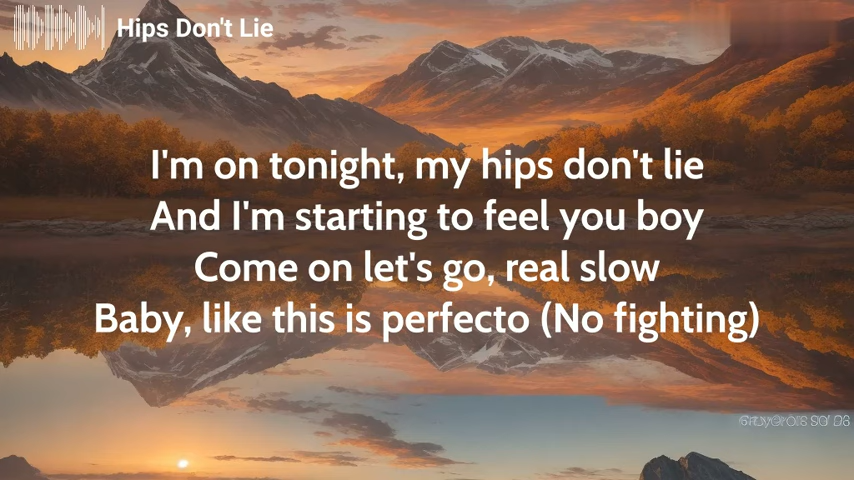 Hips Don't Lie
I'm on tonight, my hips don't lie
And I'm starting to feel you boy
Come on let's go, real slow
Baby, like this is perfecto (No fighting)